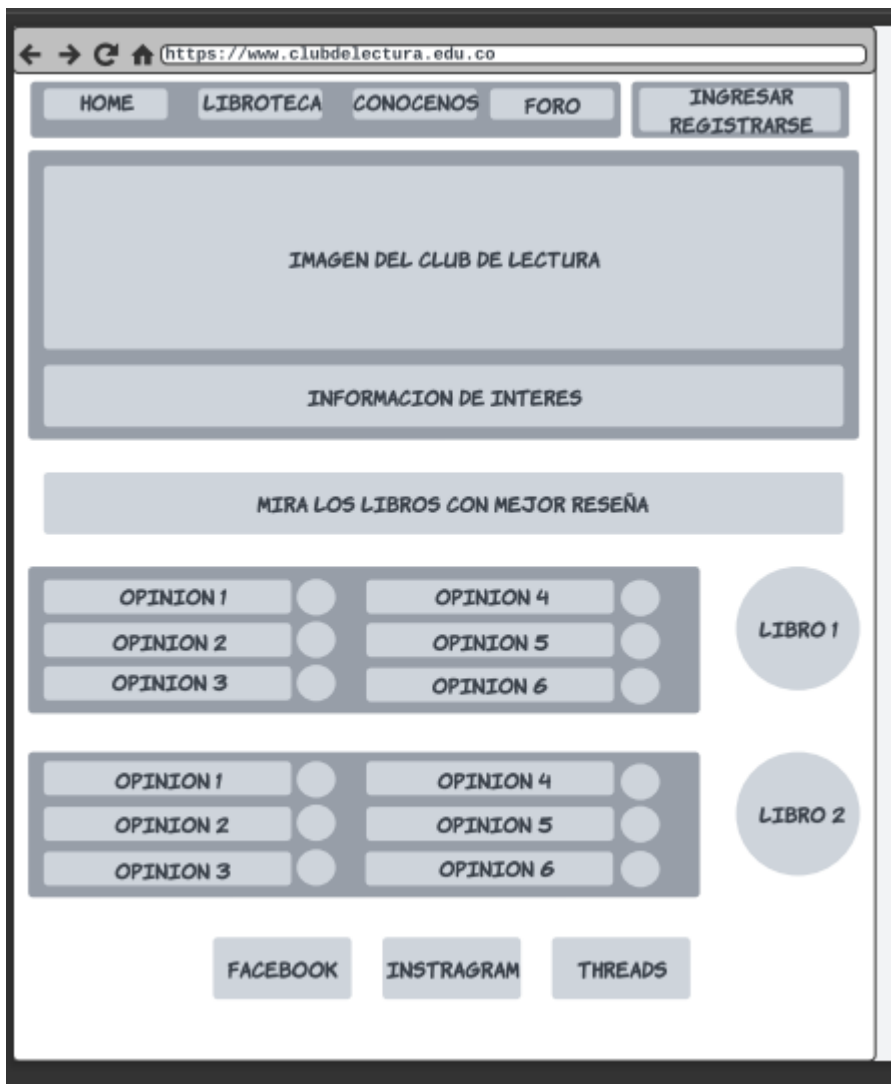 https://www.clubdelectura.edu.co
HOME LIBROTECA CONOCENOS FORO
INGRESAR
REGISTRARSE
IMAGEN DEL CLUB DE LECTURA
INFORMACION DE INTERES
MIRA LOS LIBROS CON MEJOR RESEÑA
OPINION 1 OPINION 4
OPINION 2 OPINION 5
OPINION 3 OPINION 6
LIBRO 1
OPINION 1 OPINION 4
OPINION 2 OPINION 5
OPINION 3 OPINION 6
LIBRO 2
FACEBOOK INSTRAGRAM THREADS